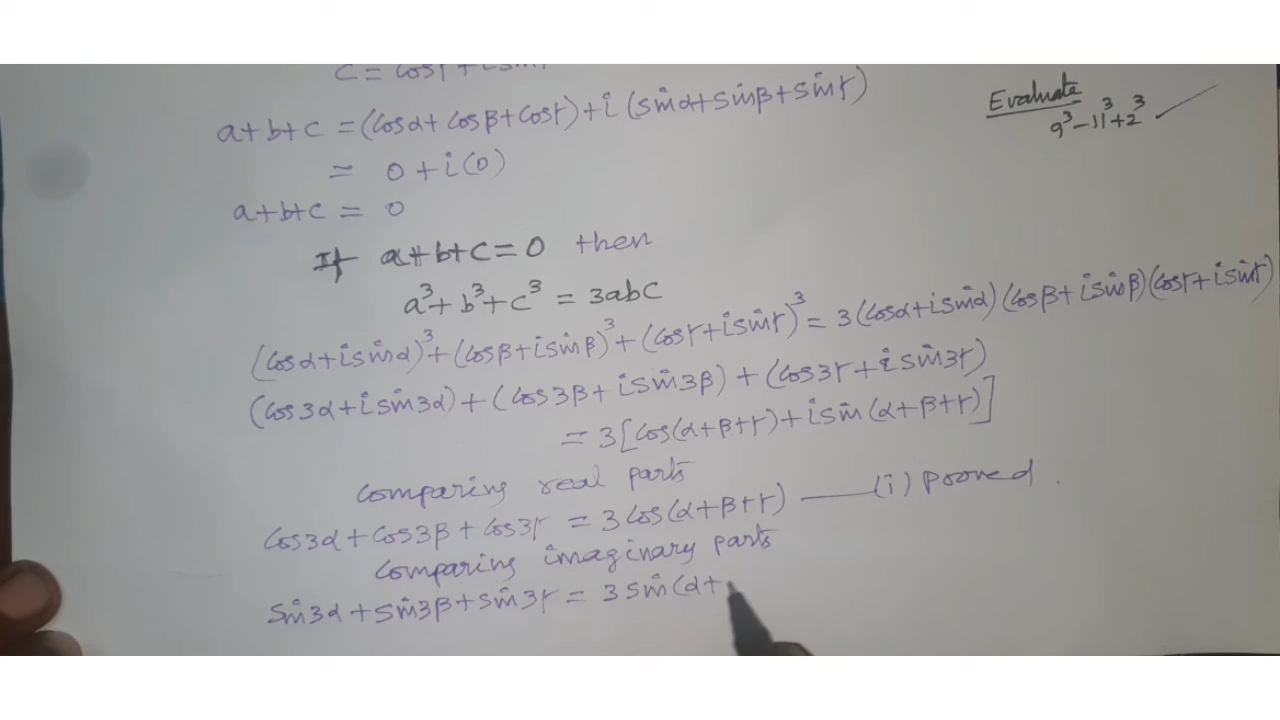 C = cosγ + i sinγ
a+b+c = (cosα + cosβ + cosγ) + i (sinα + sinβ + sinγ)
= 0 + i(0)
a+b+c = 0
If a+b+c = 0 then
a³ + b³ + c³ = 3abc
(cosα + i sinα)³ + (cosβ + i sinβ)³ + (cosγ + i sinγ)³ = 3(cosα + i sinα)(cosβ + i sinβ)(cosγ + i sinγ)
(cos3α + i sin3α) + (cos3β + i sin3β) + (cos3γ + i sin3γ)
= 3[cos(α+β+γ) + i sin(α+β+γ)]
Comparing real parts
cos3α + cos3β + cos3γ = 3 cos(α+β+γ) —— (i) proved.
Comparing imaginary parts
sin3α + sin3β + sin3γ = 3 sin(α+
Evaluate
9³ - 11³ + 2³